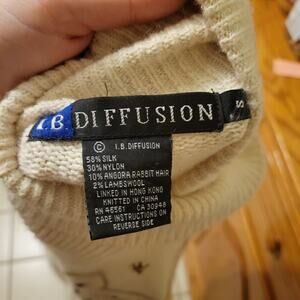 I.B. DIFFUSION
S
© I.B.DIFFUSION
58% SILK
30% NYLON
10% ANGORA RABBIT HAIR
2% LAMBSWOOL
LINKED IN HONG KONG
KNITTED IN CHINA
RN 46561 CA 30948
CARE INSTRUCTIONS ON
REVERSE SIDE